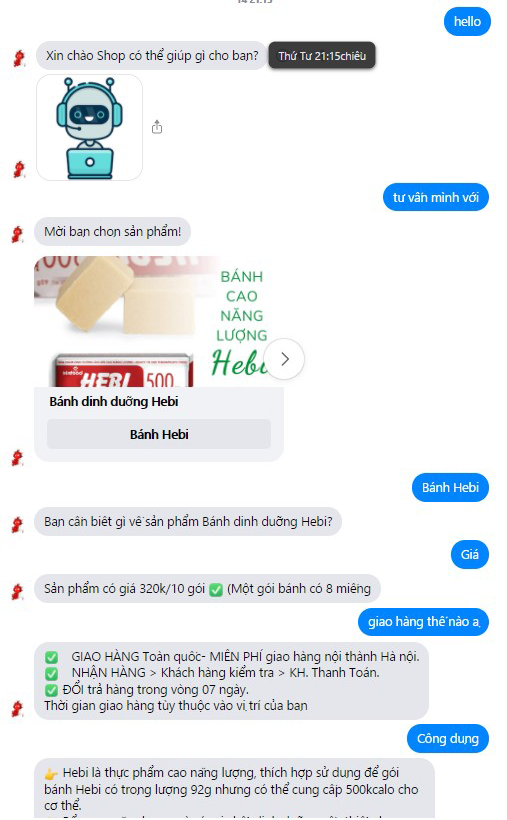 hello
Xin chào Shop có thể giúp gì cho bạn?
Thứ Tư 21:15chiều
tư vấn mình với
Mời bạn chọn sản phẩm!
BÁNH
CAO
NĂNG
LƯỢNG
Hebi
HEBI 500
Bánh dinh dưỡng Hebi
Bánh Hebi
Bánh Hebi
Bạn cần biết gì về sản phẩm Bánh dinh dưỡng Hebi?
Giá
Sản phẩm có giá 320k/10 gói ✅ (Một gói bánh có 8 miếng
giao hàng thế nào ạ
✅ GIAO HÀNG Toàn quốc- MIỄN PHÍ giao hàng nội thành Hà nội.
✅ NHẬN HÀNG > Khách hàng kiểm tra > KH. Thanh Toán.
✅ ĐỔI trả hàng trong vòng 07 ngày.
Thời gian giao hàng tùy thuộc vào vị trí của bạn
Công dụng
👉 Hebi là thực phẩm cao năng lượng, thích hợp sử dụng để gói
bánh Hebi có trọng lượng 92g nhưng có thể cung cấp 500kcalo cho
cơ thể.